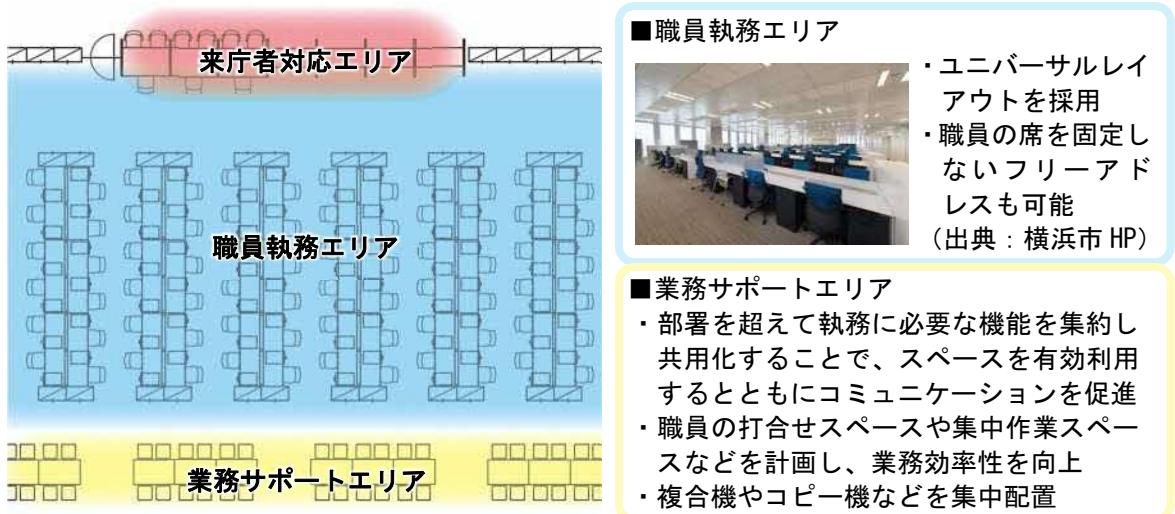 来庁者対応エリア
職員執務エリア
業務サポートエリア
■職員執務エリア
・ユニバーサルレイ
アウトを採用
・職員の席を固定し
ないフリーアド
レスも可能
（出典：横浜市 HP）
■業務サポートエリア
・部署を超えて執務に必要な機能を集約し
共用化することで、スペースを有効利用
するとともにコミュニケーションを促進
・職員の打合せスペースや集中作業スペー
スなどを計画し、業務効率性を向上
・複合機やコピー機などを集中配置